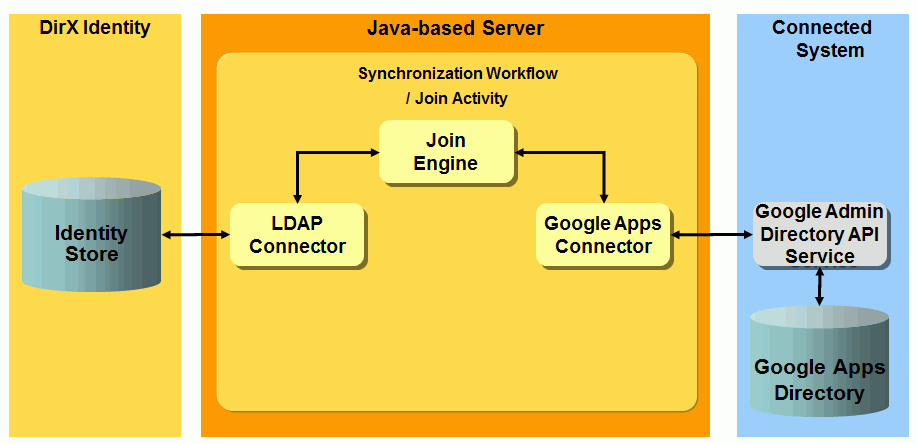 DirX Identity
Java-based Server
Connected
System
Synchronization Workflow
/ Join Activity
Join
Engine
Identity
Store
LDAP
Connector
Google Apps
Connector
Google Admin
Directory API
Service
Google Apps
Directory